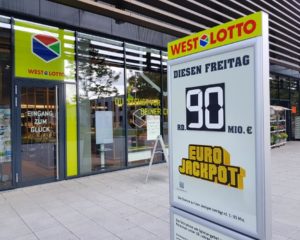 WEST LOTTO
EINGANG
ZUM
GLÜCK
WEST LOTTO
DIESEN FREITAG
RD. 90 MIO. €
EURO
JACKPOT